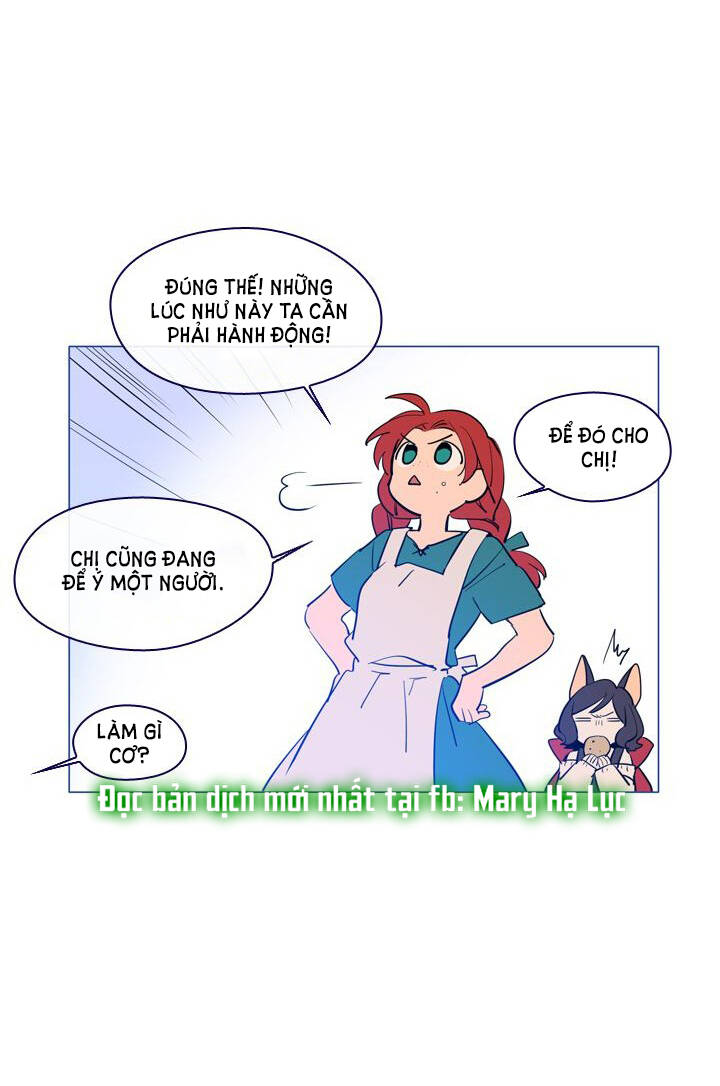 ĐÚNG THẾ! NHỮNG
LÚC NHƯ NÀY TA CẦN
PHẢI HÀNH ĐỘNG!
ĐỂ ĐÓ CHO
CHỊ!
CHỊ CŨNG ĐANG
ĐỂ Ý MỘT NGƯỜI.
LÀM GÌ
CƠ?
Đọc bản dịch mới nhất tại fb: Mary Hạ Lục